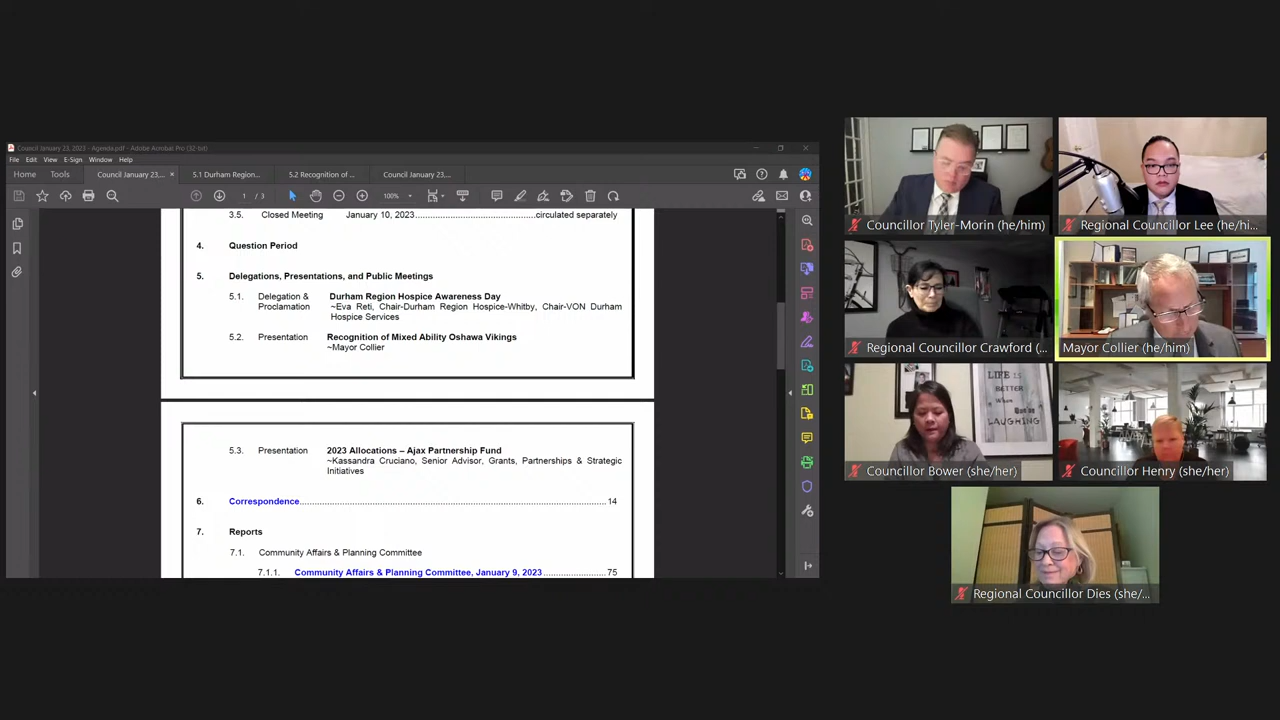 Council January 23, 2023 - Agenda.pdf - Adobe Acrobat Pro (32-bit)
File Edit View E-Sign Window Help
Home Tools Council January 23,... × 5.1 Durham Region... 5.2 Recognition of ... Council January 23,...
1 / 3 100%
3.5. Closed Meeting January 10, 2023 circulated separately
4. Question Period
5. Delegations, Presentations, and Public Meetings
5.1. Delegation & Durham Region Hospice Awareness Day
Proclamation ~Eva Reti, Chair-Durham Region Hospice-Whitby, Chair-VON Durham
Hospice Services
5.2. Presentation Recognition of Mixed Ability Oshawa Vikings
~Mayor Collier
5.3. Presentation 2023 Allocations – Ajax Partnership Fund
~Kassandra Cruciano, Senior Advisor, Grants, Partnerships & Strategic
Initiatives
6. Correspondence 14
7. Reports
7.1. Community Affairs & Planning Committee
7.1.1. Community Affairs & Planning Committee, January 9, 2023 75
Councillor Tyler-Morin (he/him)
Regional Councillor Lee (he/hi...
Regional Councillor Crawford (...
Mayor Collier (he/him)
LIFE IS
BETTER
When
You're
LAUGHING
Councillor Bower (she/her)
Councillor Henry (she/her)
Regional Councillor Dies (she/...